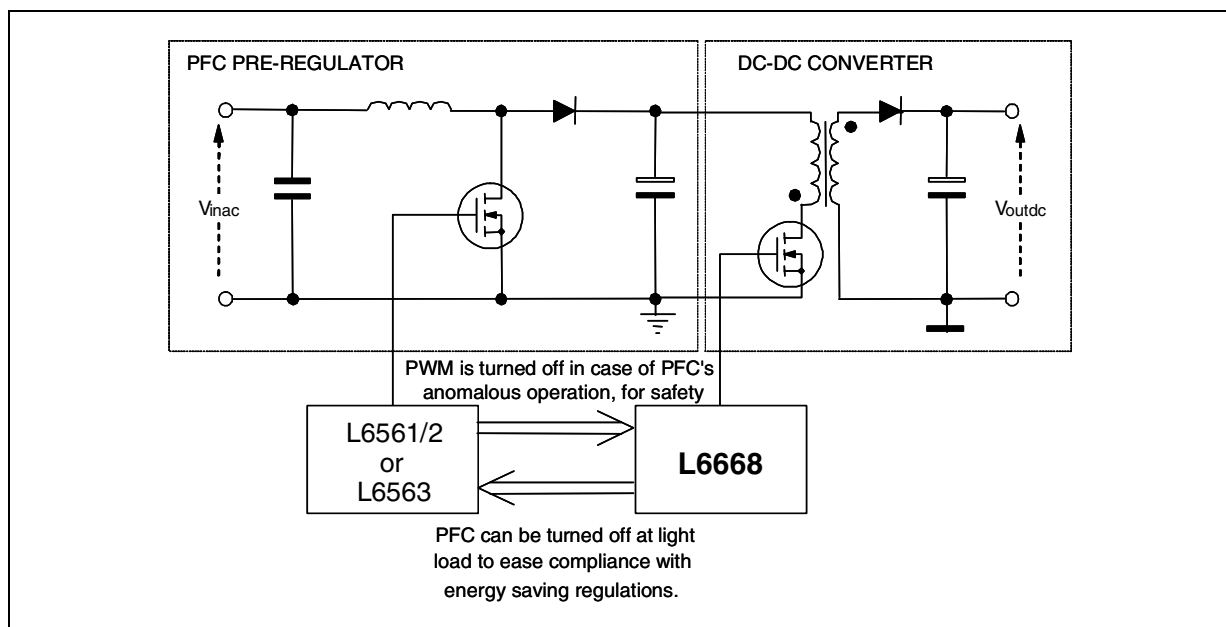 PFC PRE-REGULATOR
DC-DC CONVERTER
Vinac
Voutdc
PWM is turned off in case of PFC's
anomalous operation, for safety
L6561/2
or
L6563
L6668
PFC can be turned off at light
load to ease compliance with
energy saving regulations.